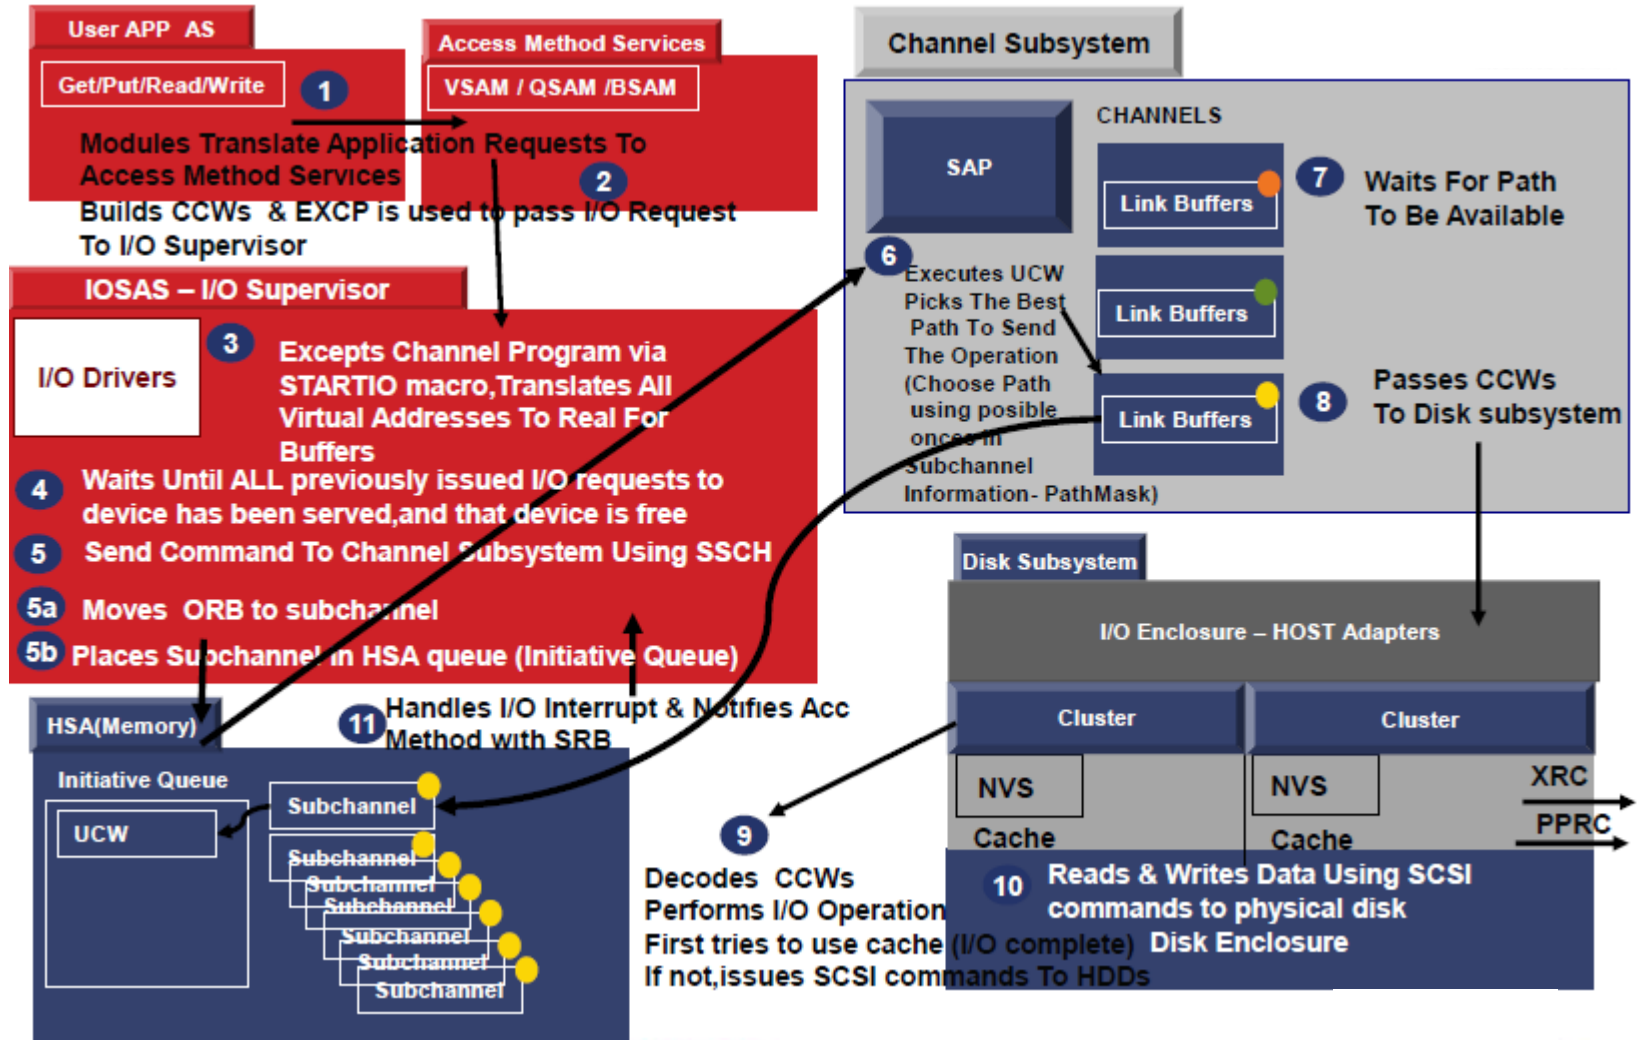 User APP AS
Get/Put/Read/Write
1
Access Method Services
VSAM / QSAM /BSAM
Modules Translate Application Requests To
Access Method Services
2
Builds CCWs & EXCP is used to pass I/O Request
To I/O Supervisor
IOSAS – I/O Supervisor
I/O Drivers
3
Excepts Channel Program via
STARTIO macro,Translates All
Virtual Addresses To Real For
Buffers
4
Waits Until ALL previously issued I/O requests to
device has been served,and that device is free
5
Send Command To Channel Subsystem Using SSCH
5a
Moves ORB to subchannel
5b
Places Subchannel in HSA queue (Initiative Queue)
HSA(Memory)
11
Handles I/O Interrupt & Notifies Acc
Method with SRB
Initiative Queue
UCW
Subchannel
Subchannel
Subchannel
Subchannel
Subchannel
Subchannel
Subchannel
Channel Subsystem
SAP
CHANNELS
Link Buffers
7
Waits For Path
To Be Available
6
Executes UCW
Picks The Best
Path To Send
The Operation
(Choose Path
using posible
onces in
Subchannel
Information- PathMask)
Link Buffers
Link Buffers
8
Passes CCWs
To Disk subsystem
Disk Subsystem
I/O Enclosure – HOST Adapters
Cluster
Cluster
NVS
Cache
NVS
Cache
XRC
PPRC
9
Decodes CCWs
Performs I/O Operation
First tries to use cache (I/O complete)
If not,issues SCSI commands To HDDs
10
Reads & Writes Data Using SCSI
commands to physical disk
Disk Enclosure